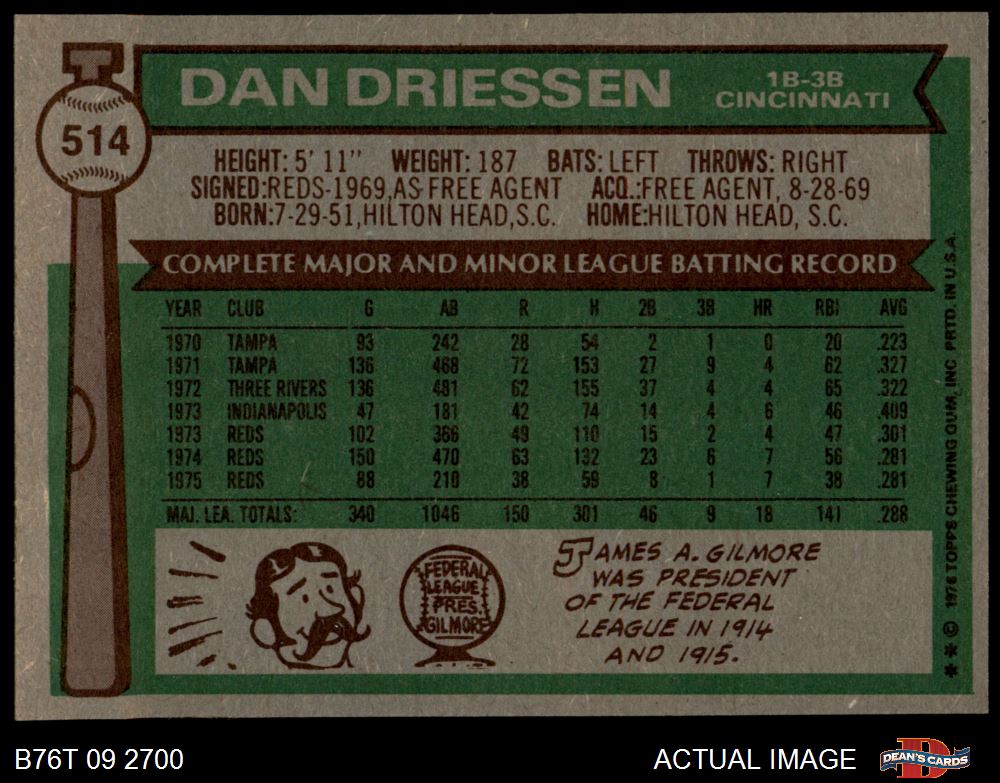 DAN DRIESSEN
1B-3B
CINCINNATI
514
HEIGHT: 5' 11" WEIGHT: 187 BATS: LEFT THROWS: RIGHT
SIGNED:REDS-1969,AS FREE AGENT ACQ.:FREE AGENT, 8-28-69
BORN:7-29-51,HILTON HEAD,S.C. HOME:HILTON HEAD, S.C.
COMPLETE MAJOR AND MINOR LEAGUE BATTING RECORD
YEAR CLUB G AB R H 2B 3B HR RBI AVG
1970 TAMPA 93 242 28 54 2 1 0 20 .223
1971 TAMPA 136 468 72 153 27 9 4 62 .327
1972 THREE RIVERS 136 481 62 155 37 4 4 65 .322
1973 INDIANAPOLIS 47 181 42 74 14 4 6 46 .409
1973 REDS 102 366 49 110 15 2 4 47 .301
1974 REDS 150 470 63 132 23 6 7 56 .281
1975 REDS 88 210 38 59 8 1 7 38 .281
MAJ. LEA. TOTALS: 340 1046 150 301 46 9 18 141 .288
FEDERAL
LEAGUE
PRES.
GILMORE
JAMES A. GILMORE
WAS PRESIDENT
OF THE FEDERAL
LEAGUE IN 1914
AND 1915.
** © 1976 TOPPS CHEWING GUM, INC PRTD. IN U.S.A.
B76T 09 2700
ACTUAL IMAGE
DEAN'S CARDS